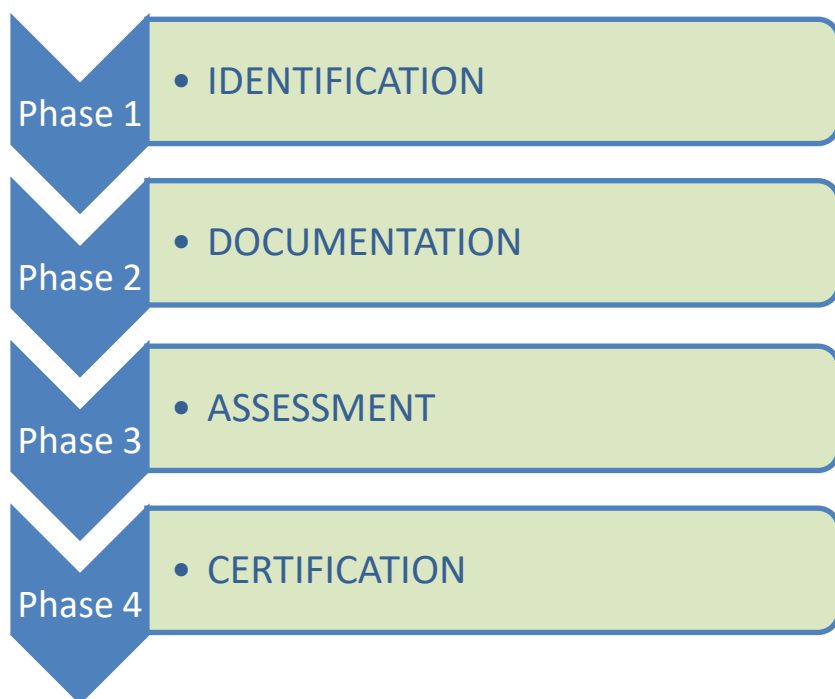 Phase 1
• IDENTIFICATION
Phase 2
• DOCUMENTATION
Phase 3
• ASSESSMENT
Phase 4
• CERTIFICATION